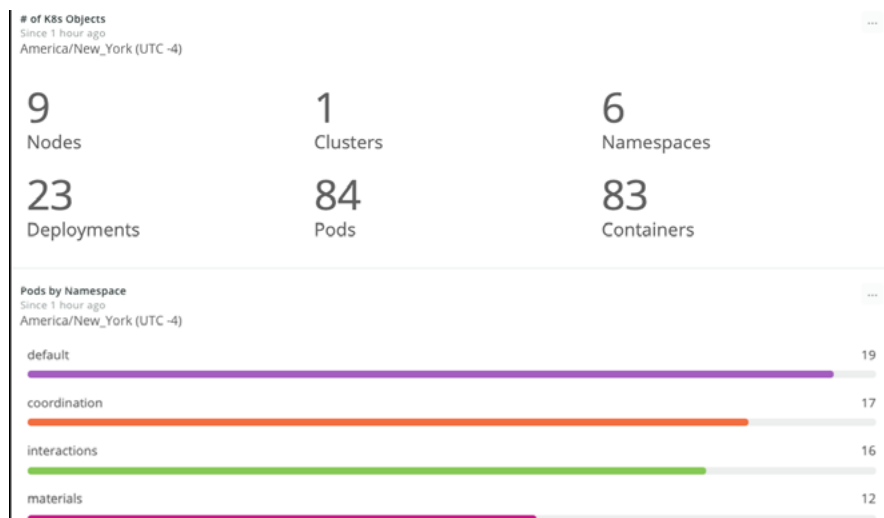 # of K8s Objects
Since 1 hour ago
America/New_York (UTC -4)
9 1 6
Nodes Clusters Namespaces
23 84 83
Deployments Pods Containers
Pods by Namespace
Since 1 hour ago
America/New_York (UTC -4)
default 19
coordination 17
interactions 16
materials 12